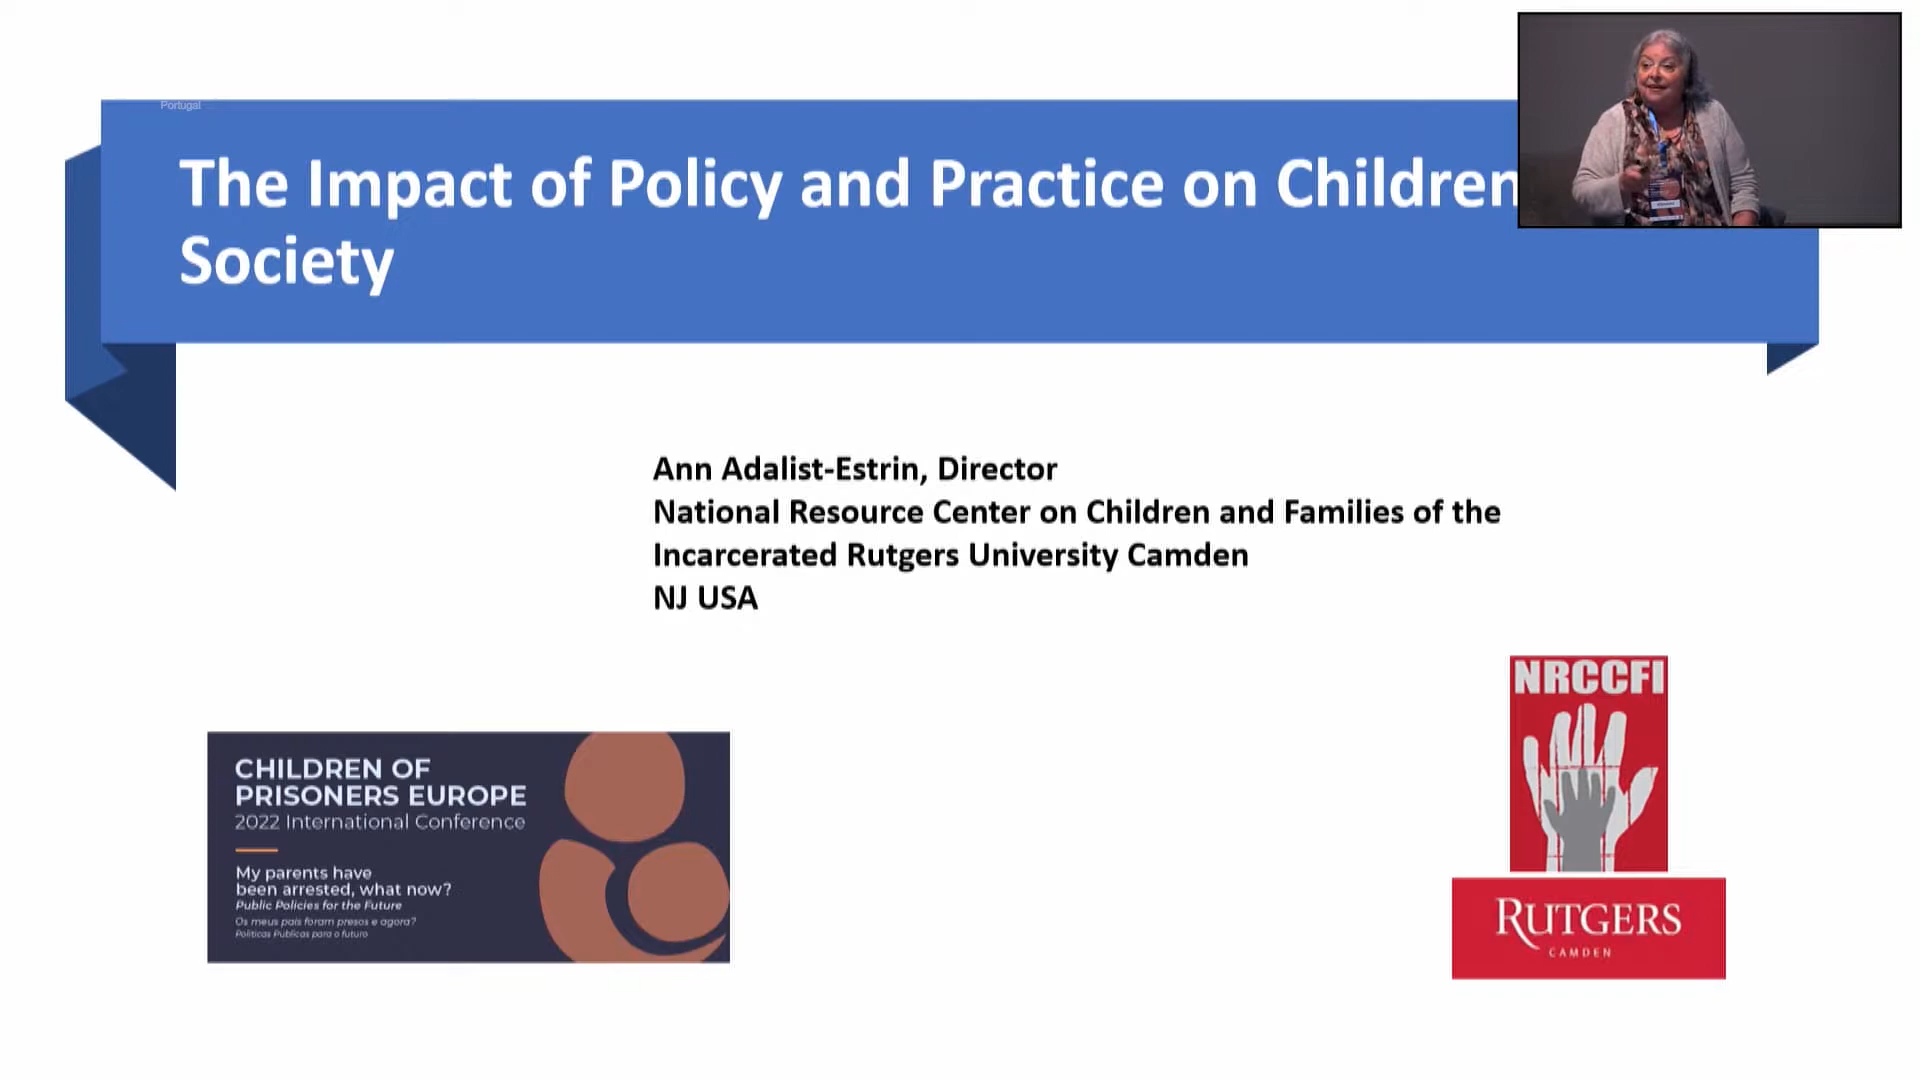 Portugal
The Impact of Policy and Practice on Children
Society
Ann Adalist-Estrin, Director
National Resource Center on Children and Families of the
Incarcerated Rutgers University Camden
NJ USA
CHILDREN OF
PRISONERS EUROPE
2022 International Conference
My parents have
been arrested, what now?
Public Policies for the Future
Os meus pais foram presos e agora?
Politicas Publicas para o futuro
NRCCFI
RUTGERS
CAMDEN